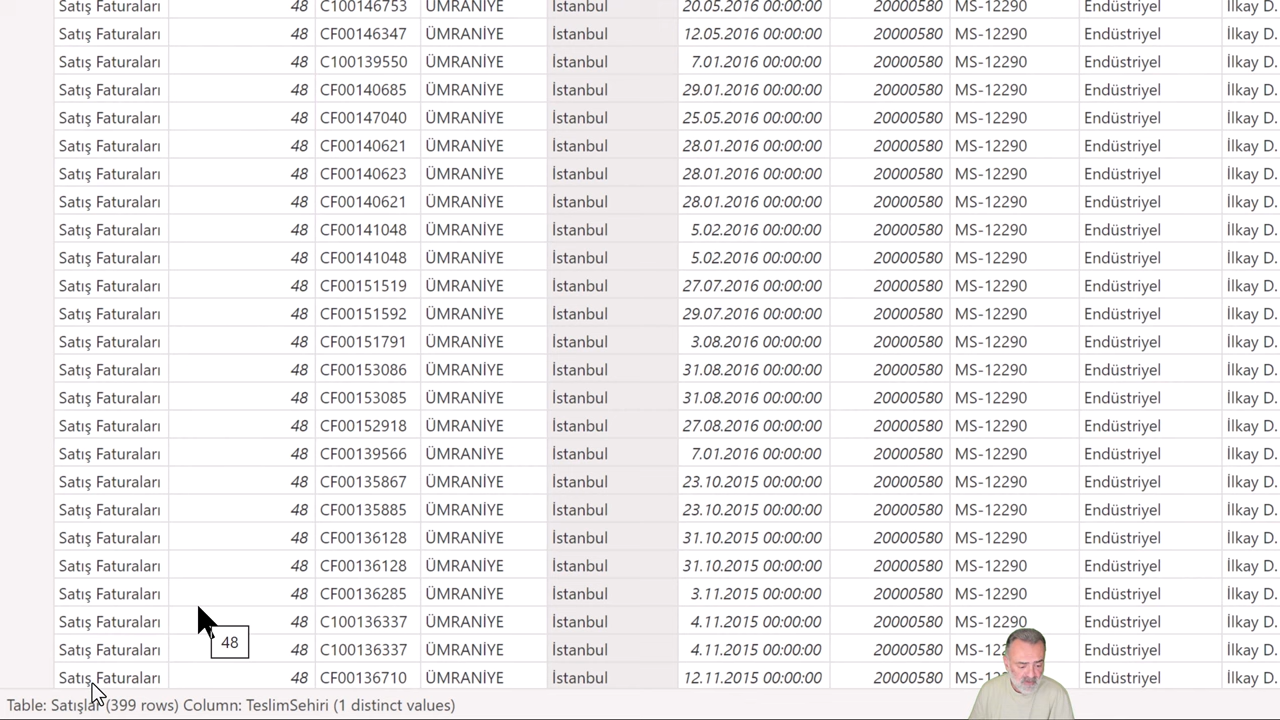 Satış Faturaları 48 C100146753 ÜMRANİYE İstanbul 20.05.2016 00:00:00 20000580 MS-12290 Endüstriyel İlkay D.
Satış Faturaları 48 CF00146347 ÜMRANİYE İstanbul 12.05.2016 00:00:00 20000580 MS-12290 Endüstriyel İlkay D.
Satış Faturaları 48 C100139550 ÜMRANİYE İstanbul 7.01.2016 00:00:00 20000580 MS-12290 Endüstriyel İlkay D.
Satış Faturaları 48 CF00140685 ÜMRANİYE İstanbul 29.01.2016 00:00:00 20000580 MS-12290 Endüstriyel İlkay D.
Satış Faturaları 48 CF00147040 ÜMRANİYE İstanbul 25.05.2016 00:00:00 20000580 MS-12290 Endüstriyel İlkay D.
Satış Faturaları 48 CF00140621 ÜMRANİYE İstanbul 28.01.2016 00:00:00 20000580 MS-12290 Endüstriyel İlkay D.
Satış Faturaları 48 CF00140623 ÜMRANİYE İstanbul 28.01.2016 00:00:00 20000580 MS-12290 Endüstriyel İlkay D.
Satış Faturaları 48 CF00140621 ÜMRANİYE İstanbul 28.01.2016 00:00:00 20000580 MS-12290 Endüstriyel İlkay D.
Satış Faturaları 48 CF00141048 ÜMRANİYE İstanbul 5.02.2016 00:00:00 20000580 MS-12290 Endüstriyel İlkay D.
Satış Faturaları 48 CF00141048 ÜMRANİYE İstanbul 5.02.2016 00:00:00 20000580 MS-12290 Endüstriyel İlkay D.
Satış Faturaları 48 CF00151519 ÜMRANİYE İstanbul 27.07.2016 00:00:00 20000580 MS-12290 Endüstriyel İlkay D.
Satış Faturaları 48 CF00151592 ÜMRANİYE İstanbul 29.07.2016 00:00:00 20000580 MS-12290 Endüstriyel İlkay D.
Satış Faturaları 48 CF00151791 ÜMRANİYE İstanbul 3.08.2016 00:00:00 20000580 MS-12290 Endüstriyel İlkay D.
Satış Faturaları 48 CF00153086 ÜMRANİYE İstanbul 31.08.2016 00:00:00 20000580 MS-12290 Endüstriyel İlkay D.
Satış Faturaları 48 CF00153085 ÜMRANİYE İstanbul 31.08.2016 00:00:00 20000580 MS-12290 Endüstriyel İlkay D.
Satış Faturaları 48 CF00152918 ÜMRANİYE İstanbul 27.08.2016 00:00:00 20000580 MS-12290 Endüstriyel İlkay D.
Satış Faturaları 48 CF00139566 ÜMRANİYE İstanbul 7.01.2016 00:00:00 20000580 MS-12290 Endüstriyel İlkay D.
Satış Faturaları 48 CF00135867 ÜMRANİYE İstanbul 23.10.2015 00:00:00 20000580 MS-12290 Endüstriyel İlkay D.
Satış Faturaları 48 CF00135885 ÜMRANİYE İstanbul 23.10.2015 00:00:00 20000580 MS-12290 Endüstriyel İlkay D.
Satış Faturaları 48 CF00136128 ÜMRANİYE İstanbul 31.10.2015 00:00:00 20000580 MS-12290 Endüstriyel İlkay D.
Satış Faturaları 48 CF00136128 ÜMRANİYE İstanbul 31.10.2015 00:00:00 20000580 MS-12290 Endüstriyel İlkay D.
Satış Faturaları 48 CF00136285 ÜMRANİYE İstanbul 3.11.2015 00:00:00 20000580 MS-12290 Endüstriyel İlkay D.
Satış Faturaları 48 C100136337 ÜMRANİYE İstanbul 4.11.2015 00:00:00 20000580 MS-12290 Endüstriyel İlkay D.
48
Satış Faturaları 48 C100136337 ÜMRANİYE İstanbul 4.11.2015 00:00:00 20000580 Endüstriyel İlkay D.
Satış Faturaları 48 CF00136710 ÜMRANİYE İstanbul 12.11.2015 00:00:00 20000580 Endüstriyel İlkay D.
Table: Satışlar (399 rows) Column: TeslimSehiri (1 distinct values)